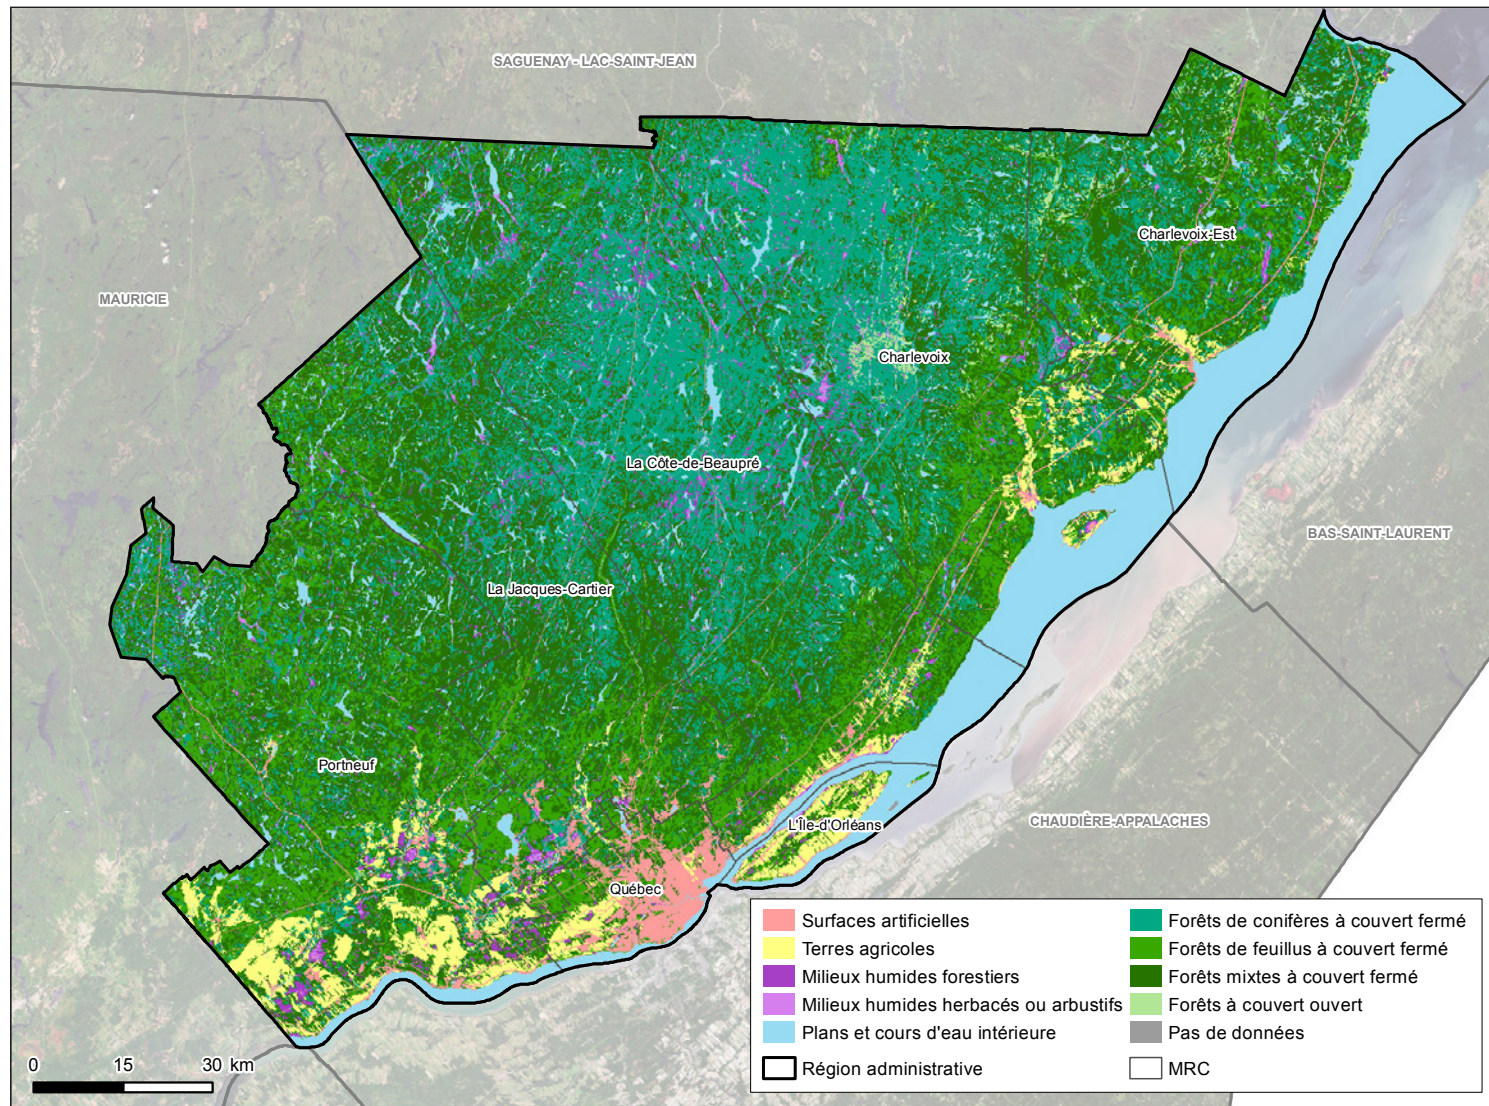 SAGUENAY - LAC-SAINT-JEAN
MAURICIE
Charlevoix-Est
Charlevoix
La Côte-de-Beaupré
BAS-SAINT-LAURENT
La Jacques-Cartier
Portneuf
L'Île-d'Orléans
CHAUDIÈRE-APPALACHES
Québec
Surfaces artificielles
Terres agricoles
Milieux humides forestiers
Milieux humides herbacés ou arbustifs
Plans et cours d'eau intérieure
Région administrative
Forêts de conifères à couvert fermé
Forêts de feuillus à couvert fermé
Forêts mixtes à couvert fermé
Forêts à couvert ouvert
Pas de données
MRC
0 15 30 km